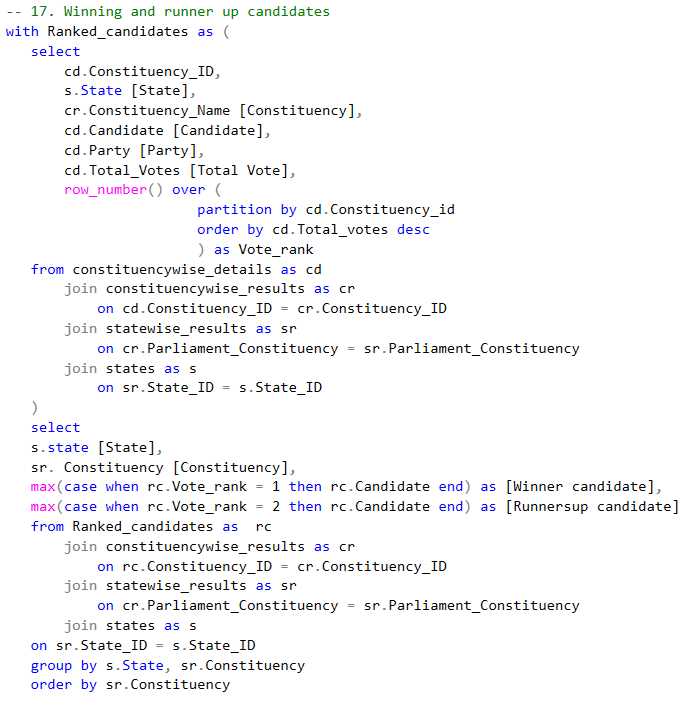 -- 17. Winning and runner up candidates
with Ranked_candidates as (
select
cd.Constituency_ID,
s.State [State],
cr.Constituency_Name [Constituency],
cd.Candidate [Candidate],
cd.Party [Party],
cd.Total_Votes [Total Vote],
row_number() over (
partition by cd.Constituency_id
order by cd.Total_votes desc
) as Vote_rank
from constituencywise_details as cd
join constituencywise_results as cr
on cd.Constituency_ID = cr.Constituency_ID
join statewise_results as sr
on cr.Parliament_Constituency = sr.Parliament_Constituency
join states as s
on sr.State_ID = s.State_ID
)
select
s.state [State],
sr. Constituency [Constituency],
max(case when rc.Vote_rank = 1 then rc.Candidate end) as [Winner candidate],
max(case when rc.Vote_rank = 2 then rc.Candidate end) as [Runnersup candidate]
from Ranked_candidates as  rc
join constituencywise_results as cr
on rc.Constituency_ID = cr.Constituency_ID
join statewise_results as sr
on cr.Parliament_Constituency = sr.Parliament_Constituency
join states as s
on sr.State_ID = s.State_ID
group by s.State, sr.Constituency
order by sr.Constituency